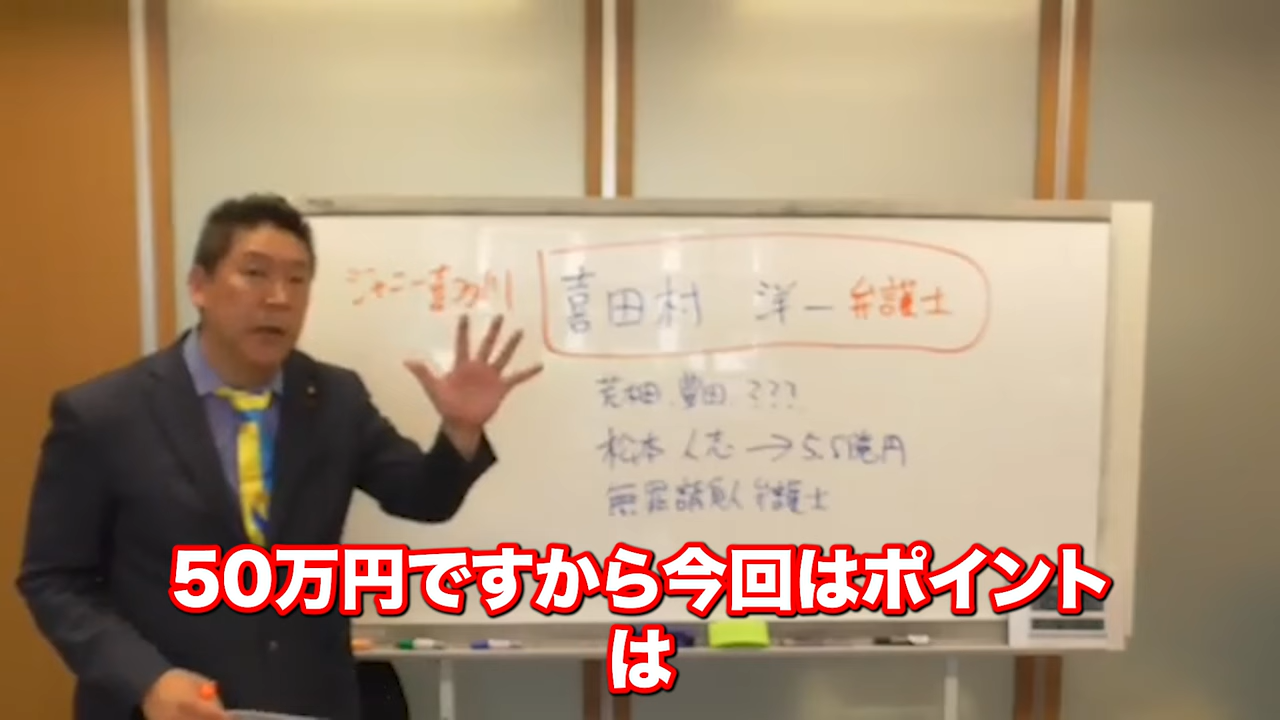 ジャニー喜多川
喜田村 洋一 弁護士
荒木田 豊田 ???
松本 人志 → 5.5億円
無罪請負人 弁護士
50万円ですから今回はポイント
は